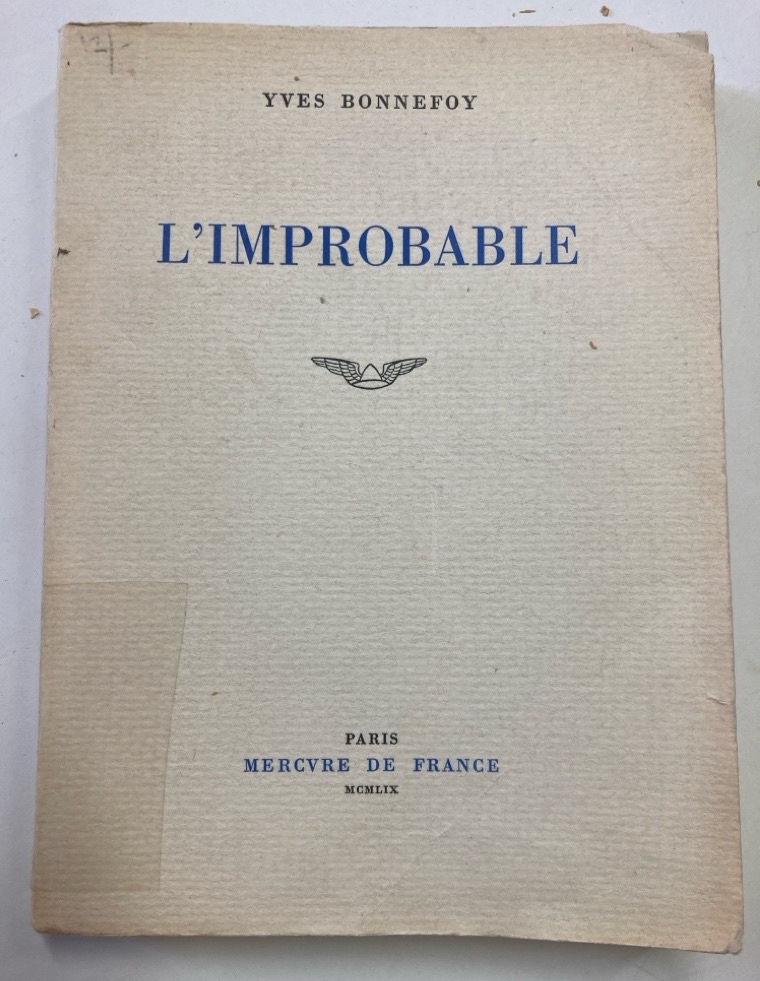 YVES BONNEFOY
L’IMPROBABLE
PARIS
MERCVRE DE FRANCE
MCMLIX